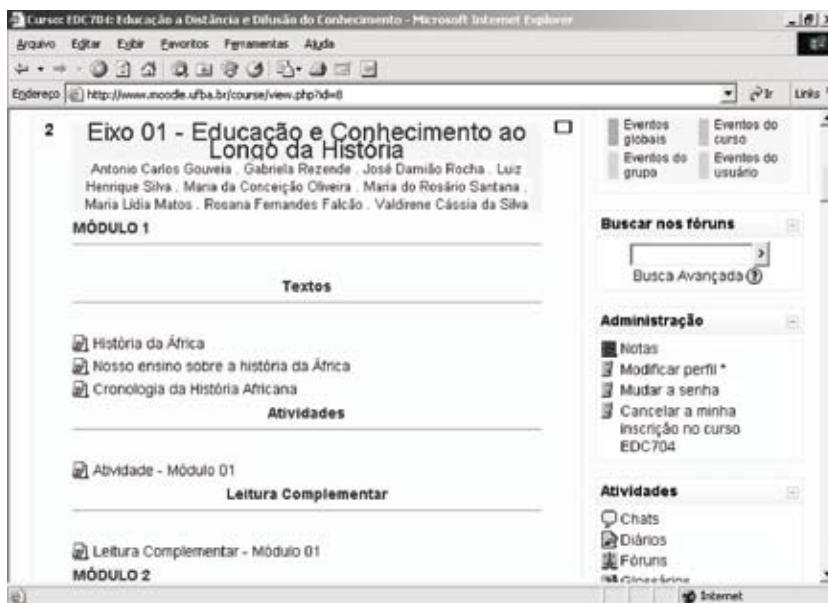 Curso: EDC704: Educação a Distância e Difusão do Conhecimento - Microsoft Internet Explorer
Arquivo Editar Exibir Favoritos Ferramentas Ajuda
Endereço http://www.moodle.ufba.br/course/view.php?id=8 Ir Links
2
Eixo 01 - Educação e Conhecimento ao
Longo da História
Antonio Carlos Gouveia . Gabriela Rezende . José Damião Rocha . Luiz
Henrique Silva . Maria da Conceição Oliveira . Maria do Rosário Santana .
Maria Lídia Matos . Rosana Fernandes Falcão . Valdirene Cássia da Silva
MÓDULO 1
Textos
História da África
Nosso ensino sobre a história da África
Cronologia da História Africana
Atividades
Atividade - Módulo 01
Leitura Complementar
Leitura Complementar - Módulo 01
MÓDULO 2
Eventos globais
Eventos do curso
Eventos do grupo
Eventos do usuário
Buscar nos fóruns
Busca Avançada
Administração
Notas
Modificar perfil *
Mudar a senha
Cancelar a minha
inscrição no curso
EDC704
Atividades
Chats
Diários
Fóruns
Glossários
Internet